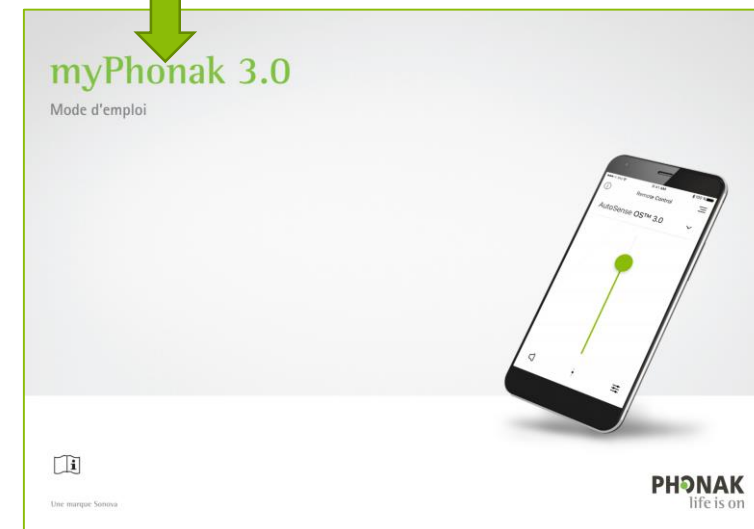 myPhonak 3.0
Mode d'emploi
Remote Control
AutoSense OS™ 3.0
Une marque Sonova
PHONAK
life is on